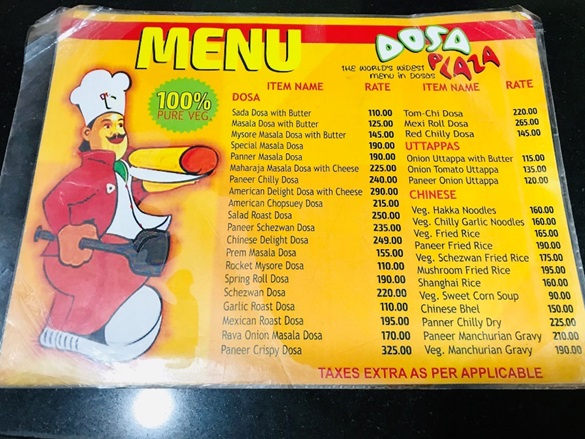 MENU
DOSA PLAZA
THE WORLD'S WIDEST
MENU IN DOSAS
100%
PURE VEG.
ITEM NAME RATE
DOSA
Sada Dosa with Butter 110.00
Masala Dosa with Butter 125.00
Mysore Masala Dosa with Butter 145.00
Special Masala Dosa 190.00
Panner Masala Dosa 190.00
Maharaja Masala Dosa with Cheese 225.00
Paneer Chilly Dosa 240.00
American Delight Dosa with Cheese 290.00
American Chopsuey Dosa 215.00
Salad Roast Dosa 250.00
Paneer Schezwan Dosa 235.00
Chinese Delight Dosa 249.00
Prem Masala Dosa 155.00
Rocket Mysore Dosa 110.00
Spring Roll Dosa 190.00
Schezwan Dosa 220.00
Garlic Roast Dosa 110.00
Mexican Roast Dosa 195.00
Rava Onion Masala Dosa 170.00
Paneer Crispy Dosa 325.00
ITEM NAME RATE
Tom-Chi Dosa 220.00
Mexi Roll Dosa 265.00
Red Chilly Dosa 145.00
UTTAPPAS
Onion Uttappa with Butter 115.00
Onion Tomato Uttappa 135.00
Paneer Onion Uttappa 120.00
CHINESE
Veg. Hakka Noodles 160.00
Veg. Chilly Garlic Noodles 160.00
Veg. Fried Rice 165.00
Paneer Fried Rice 190.00
Veg. Schezwan Fried Rice 175.00
Mushroom Fried Rice 195.00
Shanghai Rice 160.00
Veg. Sweet Corn Soup 90.00
Chinese Bhel 150.00
Panner Chilly Dry 225.00
Paneer Manchurian Gravy 210.00
Veg. Manchurian Gravy 190.00
TAXES EXTRA AS PER APPLICABLE